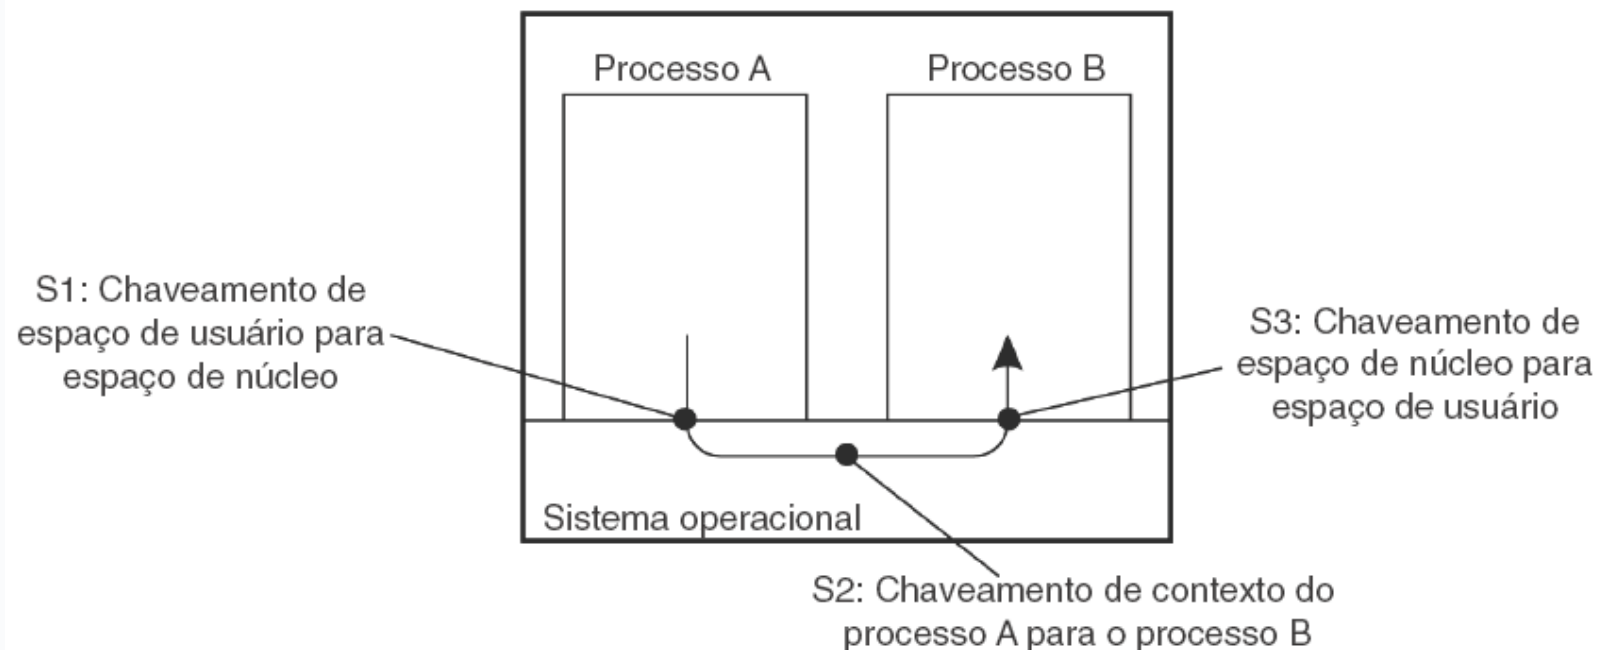 Processo A
Processo B
S1: Chaveamento de
espaço de usuário para
espaço de núcleo
S3: Chaveamento de
espaço de núcleo para
espaço de usuário
Sistema operacional
S2: Chaveamento de contexto do
processo A para o processo B